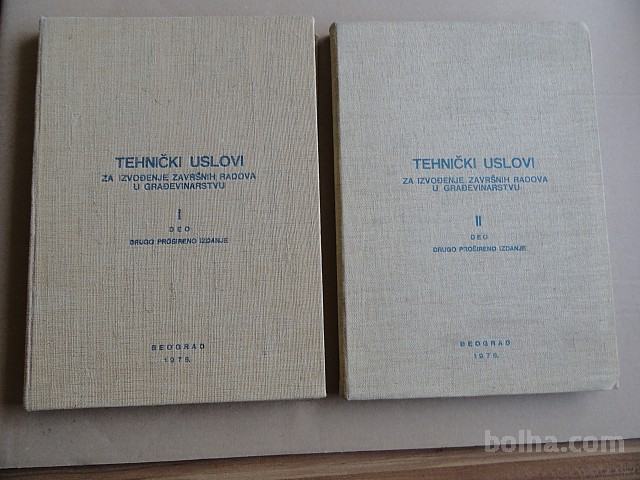 TEHNIČKI USLOVI
ZA IZVOĐENJE ZAVRŠNIH RADOVA
U GRAĐEVINARSTVU
I
DEO
DRUGO PROŠIRENO IZDANJE
BEOGRAD
1976.
TEHNIČKI USLOVI
ZA IZVOĐENJE ZAVRŠNIH RADOVA
U GRAĐEVINARSTVU
II
DEO
DRUGO PROŠIRENO IZDANJE
BEOGRAD
1976.
bolha.com